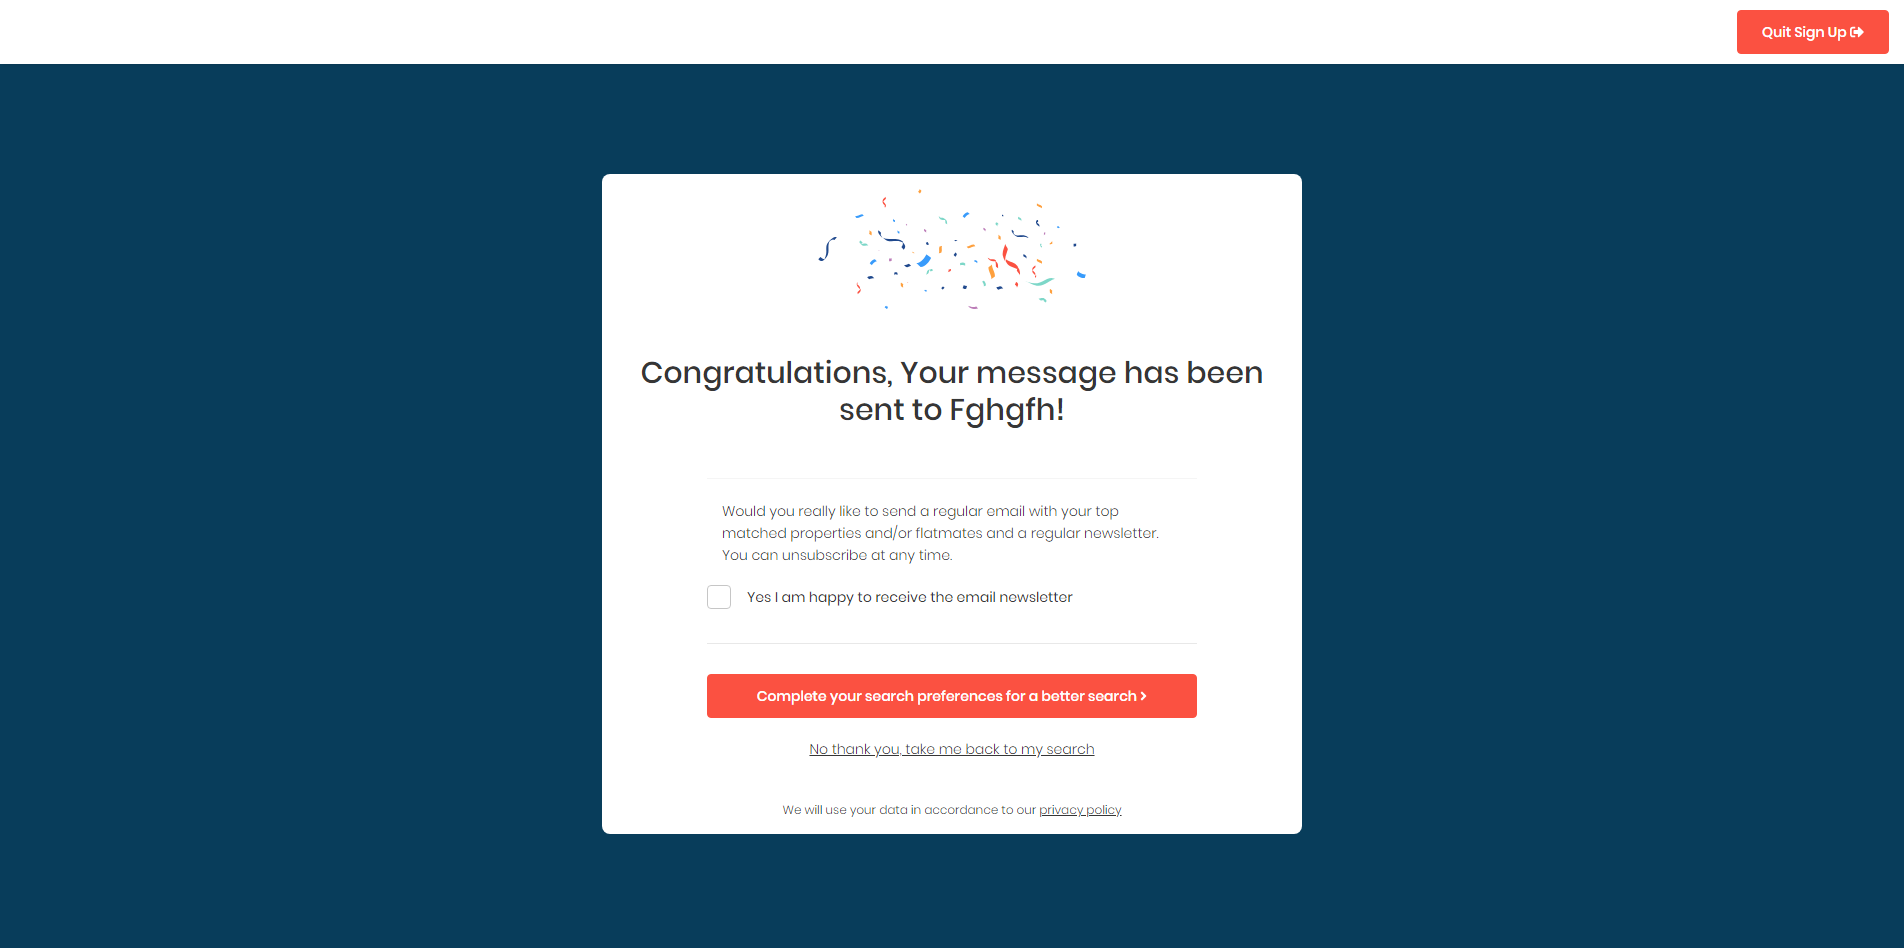 Quit Sign Up
Congratulations, Your message has been
sent to Fghgfh!
Would you really like to send a regular email with your top
matched properties and/or flatmates and a regular newsletter.
You can unsubscribe at any time.
Yes I am happy to receive the email newsletter
Complete your search preferences for a better search
No thank you, take me back to my search
We will use your data in accordance to our privacy policy